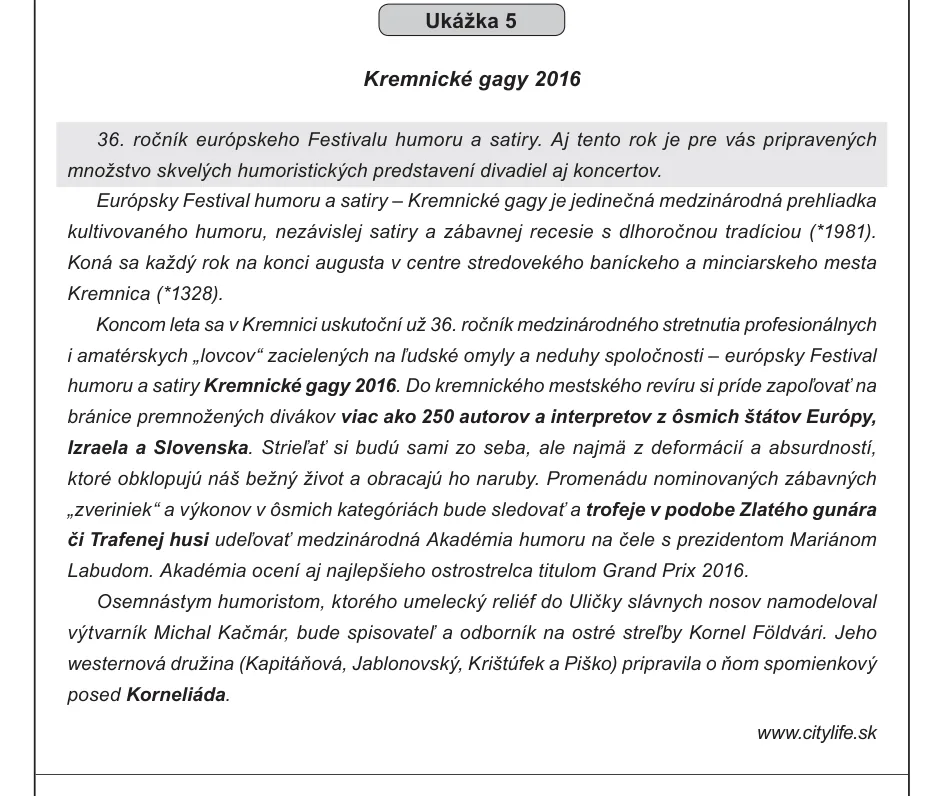 Ukážka 5
Kremnické gagy 2016
36. ročník európskeho Festivalu humoru a satiry. Aj tento rok je pre vás pripravených
množstvo skvelých humoristických predstavení divadiel aj koncertov.
Európsky Festival humoru a satiry – Kremnické gagy je jedinečná medzinárodná prehliadka
kultivovaného humoru, nezávislej satiry a zábavnej recesie s dlhoročnou tradíciou (*1981).
Koná sa každý rok na konci augusta v centre stredovekého baníckeho a minciarskeho mesta
Kremnica (*1328).
Koncom leta sa v Kremnici uskutoční už 36. ročník medzinárodného stretnutia profesionálnych
i amatérskych „lovcov“ zacielených na ľudské omyly a neduhy spoločnosti – európsky Festival
humoru a satiry Kremnické gagy 2016. Do kremnického mestského revíru si príde zapoľovať na
bránice premnožených divákov viac ako 250 autorov a interpretov z ôsmich štátov Európy,
Izraela a Slovenska. Strieľať si budú sami zo seba, ale najmä z deformácií a absurdností,
ktoré obklopujú náš bežný život a obracajú ho naruby. Promenádu nominovaných zábavných
„zveriniek“ a výkonov v ôsmich kategóriách bude sledovať a trofeje v podobe Zlatého gunára
či Trafenej husi udeľovať medzinárodná Akadémia humoru na čele s prezidentom Mariánom
Labudom. Akadémia ocení aj najlepšieho ostrostrelca titulom Grand Prix 2016.
Osemnástym humoristom, ktorého umelecký reliéf do Uličky slávnych nosov namodeloval
výtvarník Michal Kačmár, bude spisovateľ a odborník na ostré streľby Kornel Földvári. Jeho
westernová družina (Kapitáňová, Jablonovský, Krištúfek a Piško) pripravila o ňom spomienkový
posed Korneliáda.
www.citylife.sk